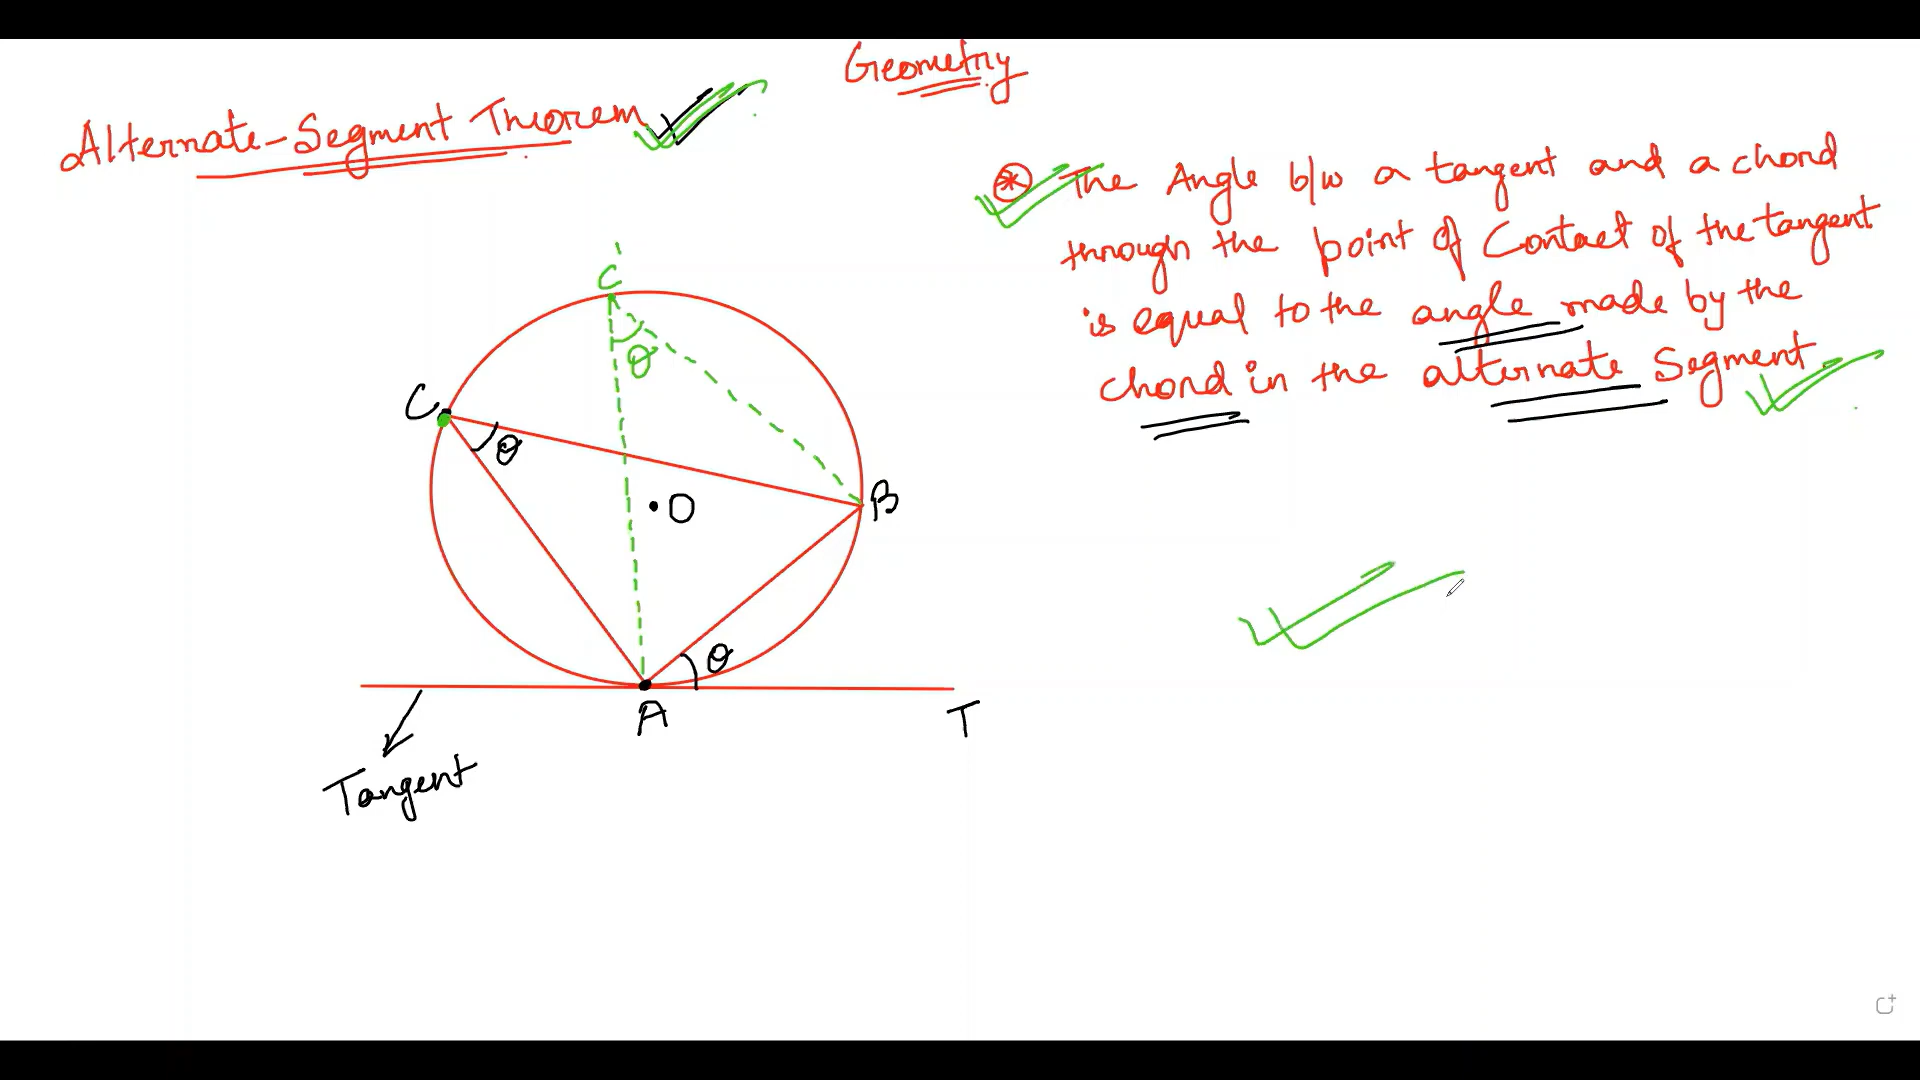 Geometry
Alternate-Segment Theorem
* The Angle b/w a tangent and a chord
through the point of Contact of the tangent
is equal to the angle made by the
chord in the alternate Segment
C'
θ
C
θ
O
B
θ
A
T
Tangent